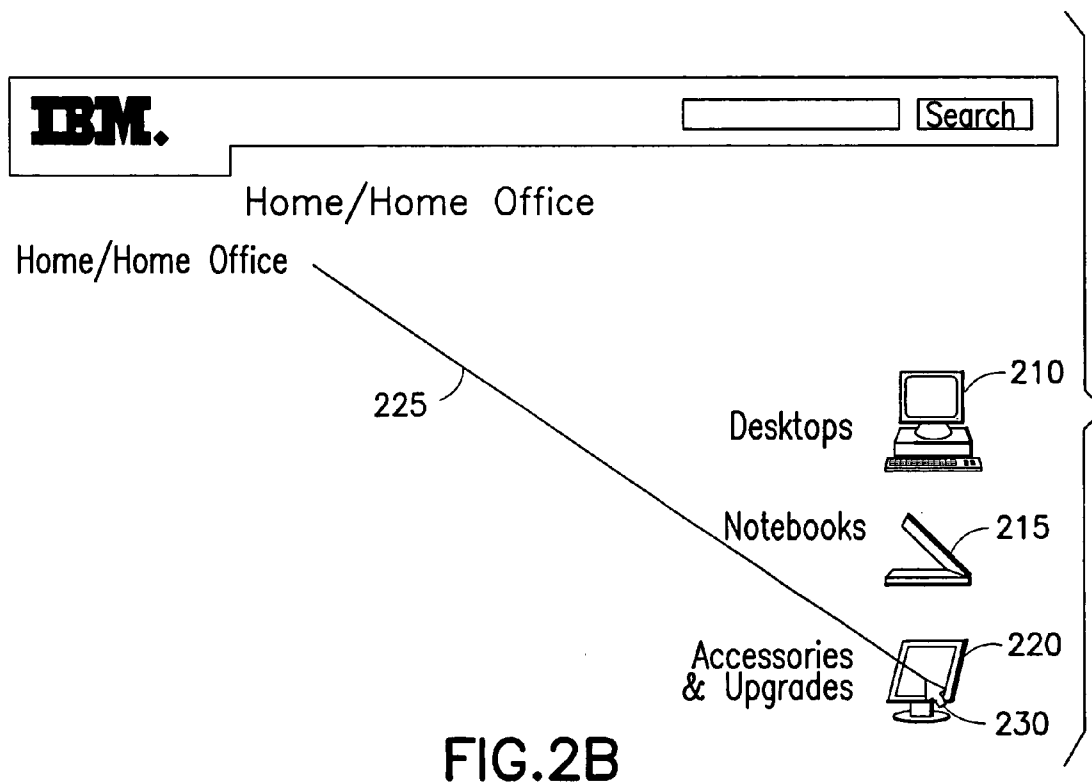 IBM.
Search
Home/Home Office
Home/Home Office
225
210
Desktops
Notebooks
215
Accessories
& Upgrades
220
230
FIG.2B